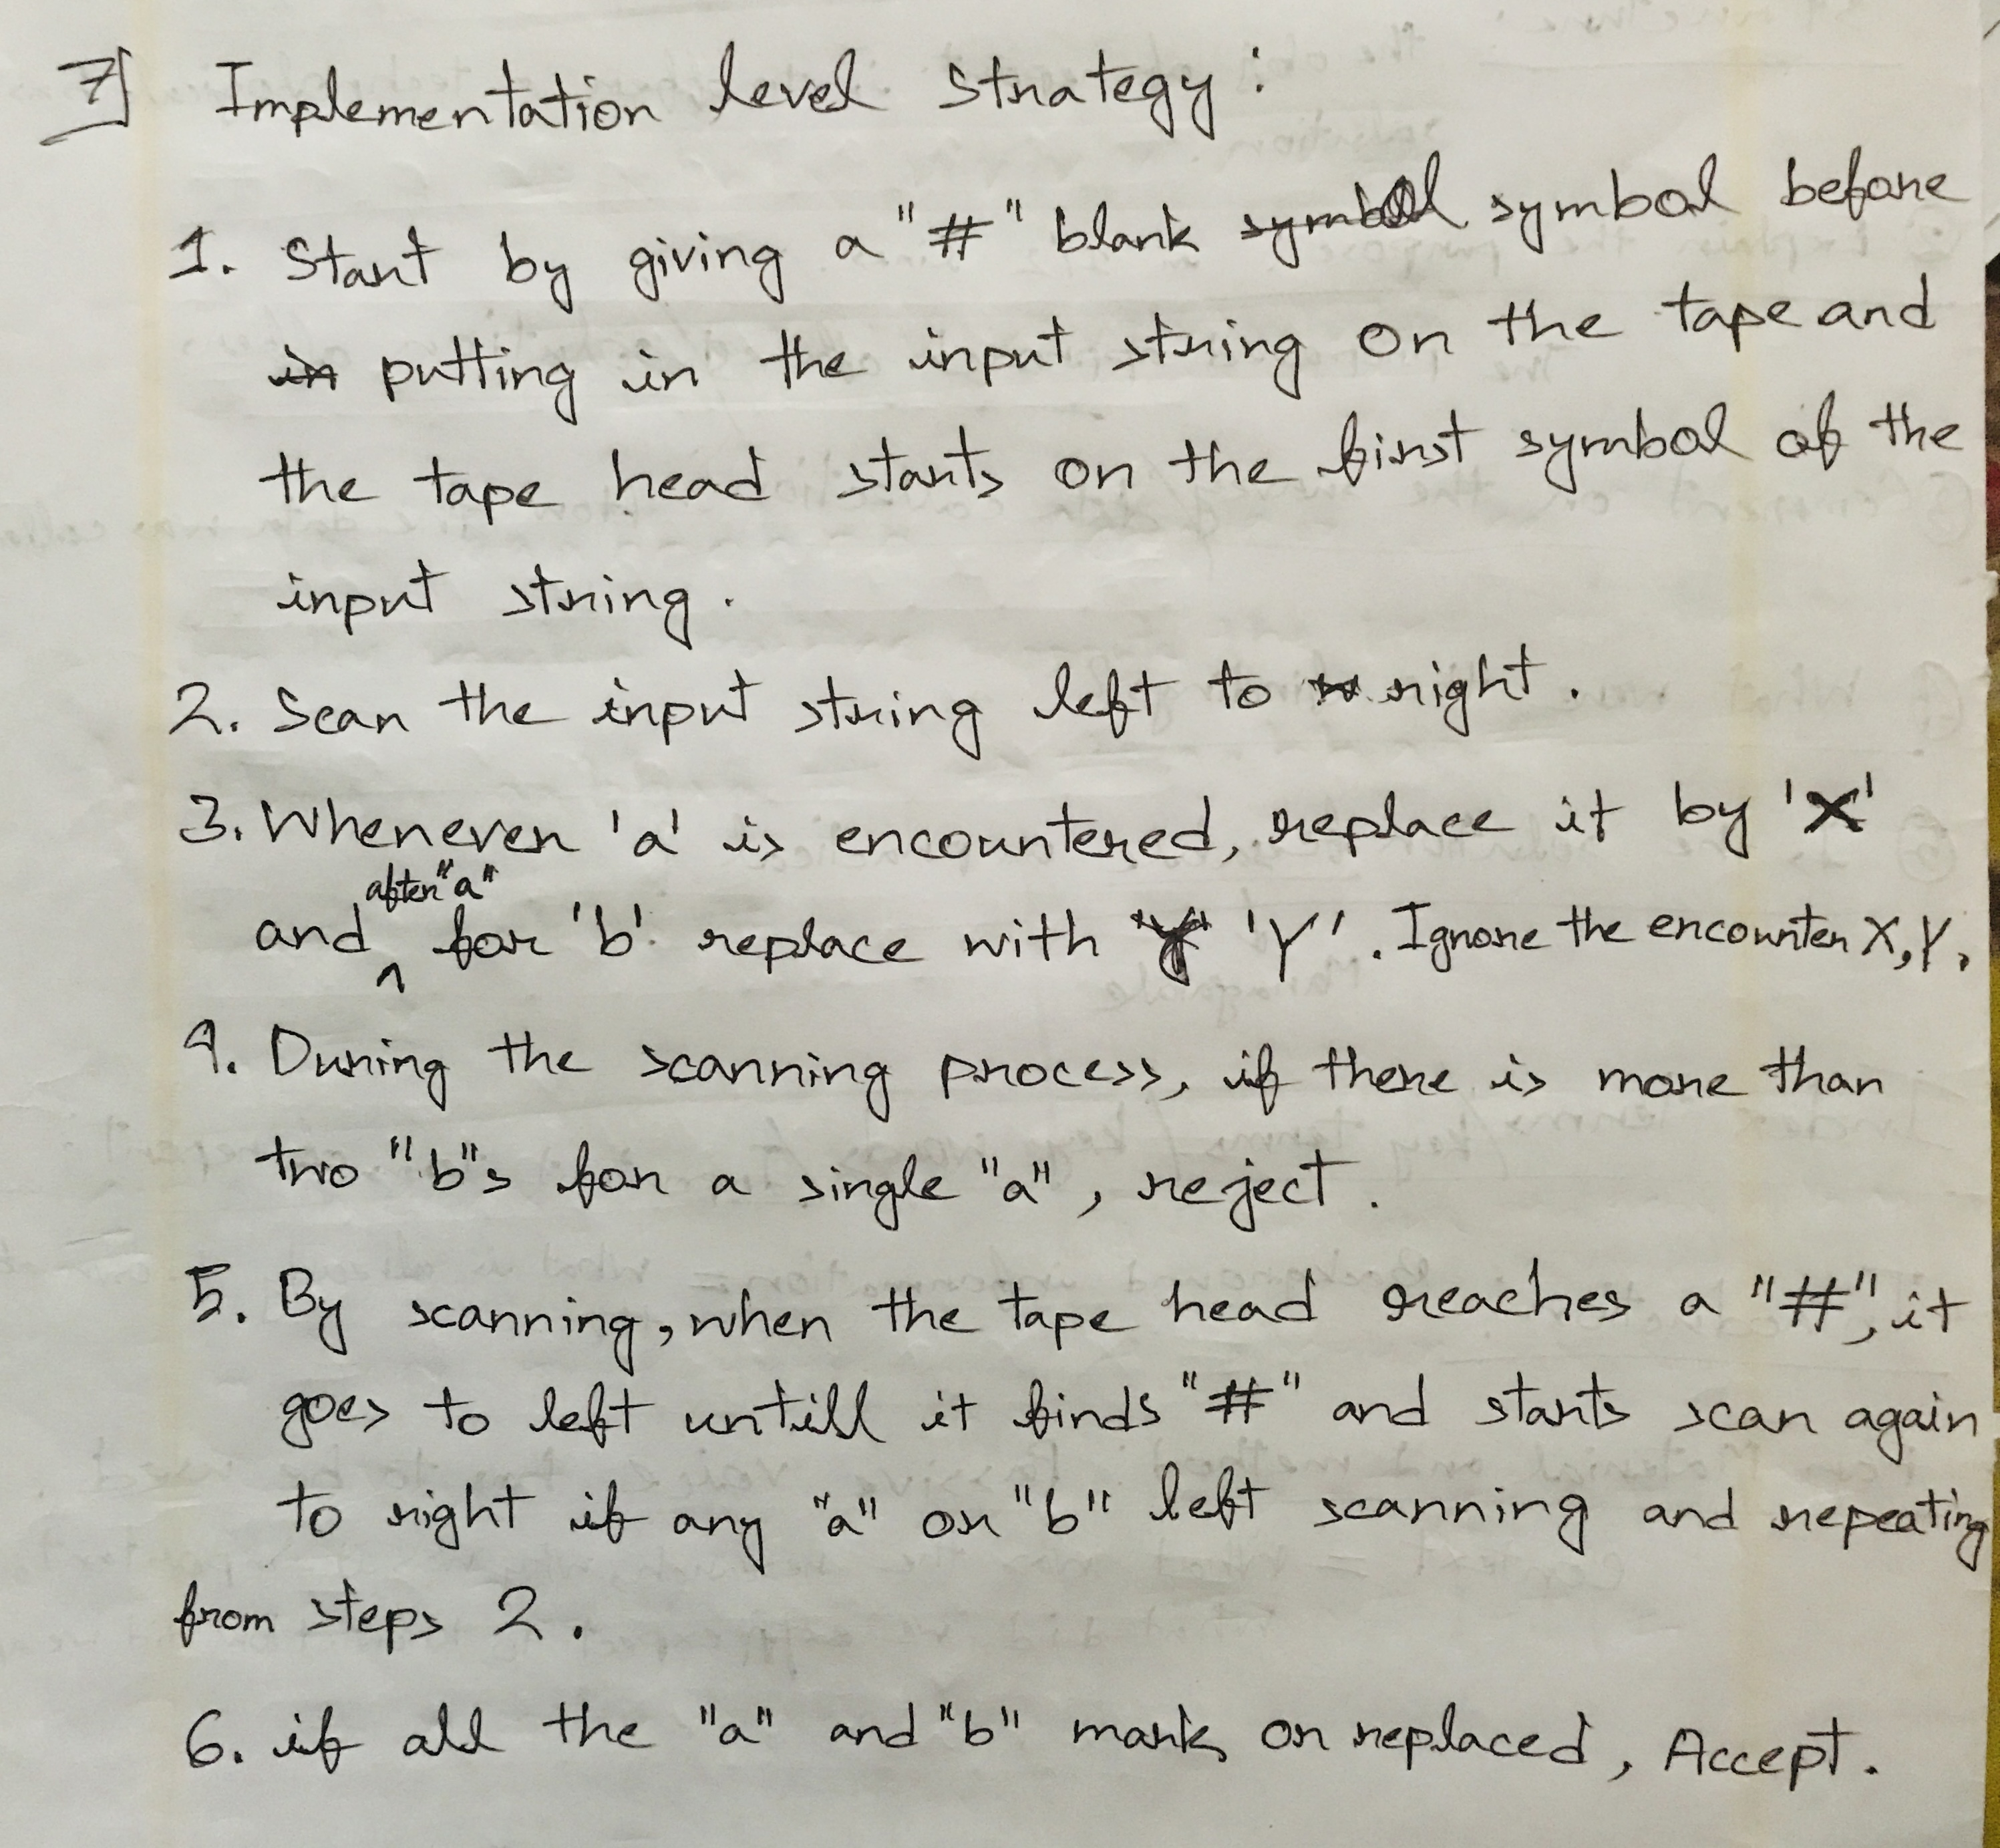 7] Implementation level strategy:
1. Start by giving a "#" blank symbol symbol before
in putting in the input string on the tape and
the tape head starts on the first symbol of the
input string.
2. Scan the input string left to right.
3. Whenever 'a' is encountered, replace it by 'X'
after "a"
and for 'b' replace with 'Y' 'Y'. Ignore the encounter X, Y.
4. During the scanning process, if there is more than
two "b"s for a single "a", reject.
5. By scanning, when the tape head reaches a "#", it
goes to left untill it finds "#" and starts scan again
to right if any "a" or "b" left scanning and repeating
from steps 2.
6. if all the "a" and "b" mark or replaced, Accept.